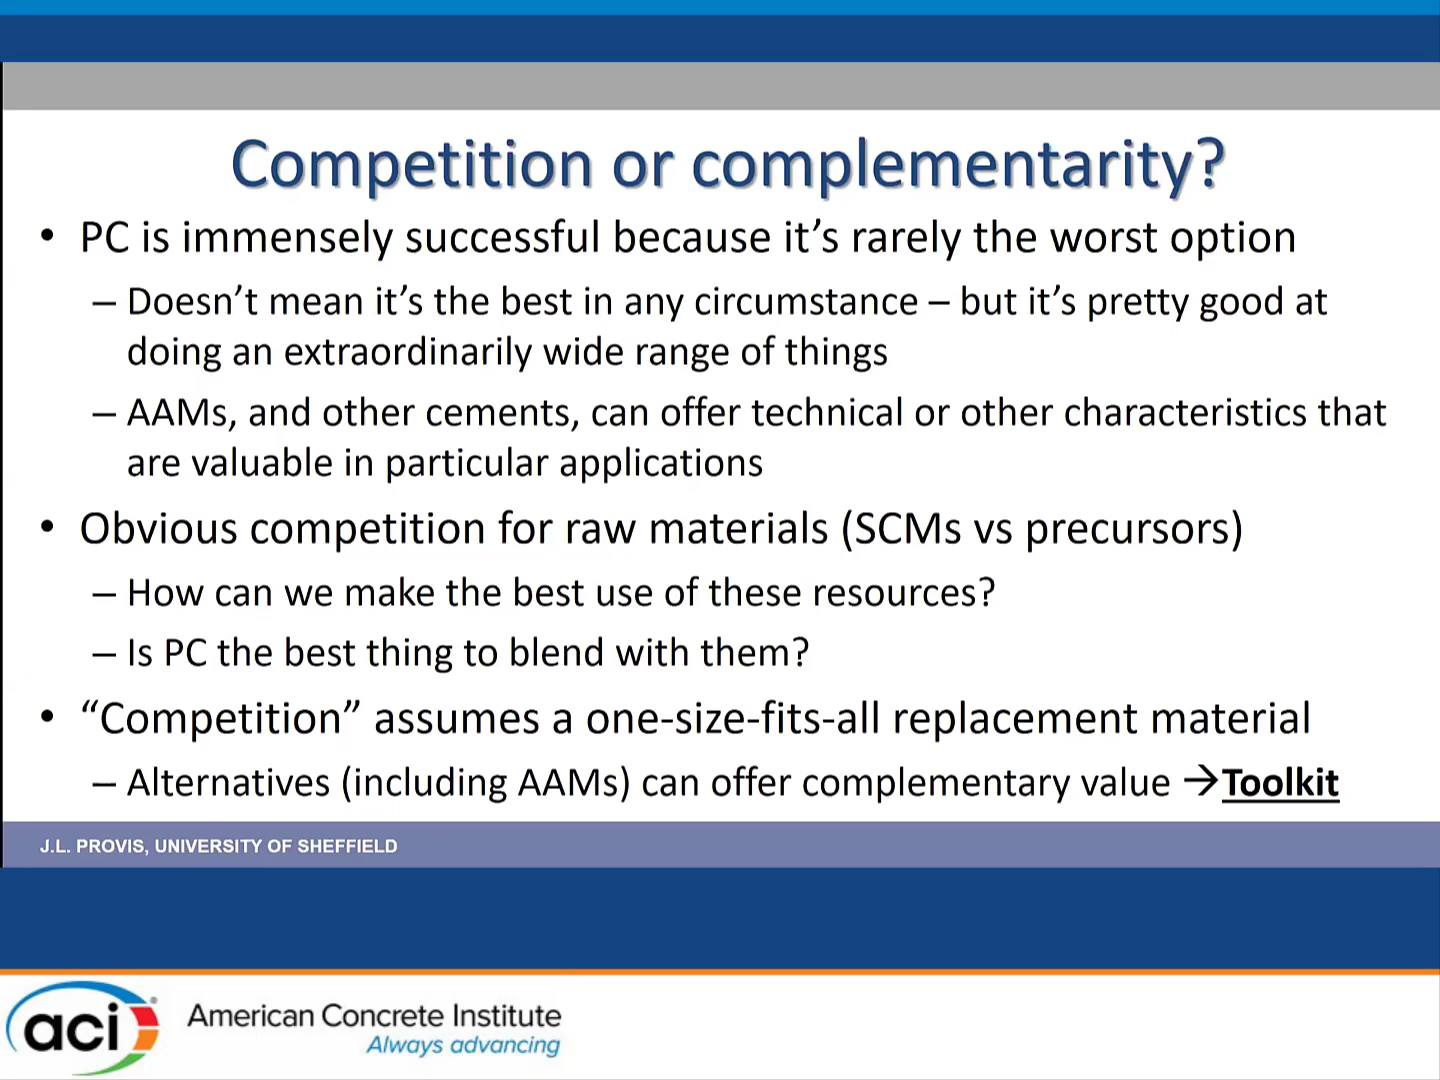 Competition or complementarity?
• PC is immensely successful because it’s rarely the worst option
– Doesn’t mean it’s the best in any circumstance – but it’s pretty good at
doing an extraordinarily wide range of things
– AAMs, and other cements, can offer technical or other characteristics that
are valuable in particular applications
• Obvious competition for raw materials (SCMs vs precursors)
– How can we make the best use of these resources?
– Is PC the best thing to blend with them?
• “Competition” assumes a one-size-fits-all replacement material
– Alternatives (including AAMs) can offer complementary value →Toolkit
J.L. PROVIS, UNIVERSITY OF SHEFFIELD
aci
American Concrete Institute
Always advancing